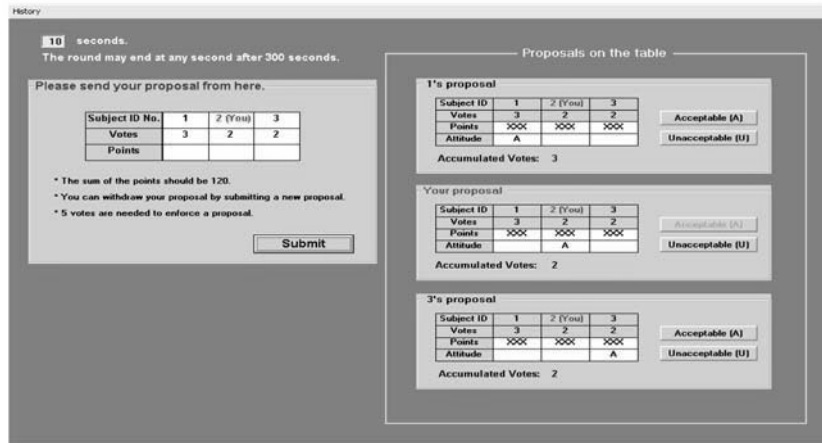 History
10 seconds.
The round may end at any second after 300 seconds.
Please send your proposal from here.
Subject ID No. 1 2 (You) 3
Votes 3 2 2
Points
* The sum of the points should be 120.
* You can withdraw your proposal by submitting a new proposal.
* 5 votes are needed to enforce a proposal.
Submit
Proposals on the table
1's proposal
Subject ID 1 2 (You) 3
Votes 3 2 2
Points XXX XXX XXX
Attitude A
Acceptable (A)
Unacceptable (U)
Accumulated Votes: 3
Your proposal
Subject ID 1 2 (You) 3
Votes 3 2 2
Points XXX XXX XXX
Attitude A
Acceptable (A)
Unacceptable (U)
Accumulated Votes: 2
3's proposal
Subject ID 1 2 (You) 3
Votes 3 2 2
Points XXX XXX XXX
Attitude A
Acceptable (A)
Unacceptable (U)
Accumulated Votes: 2